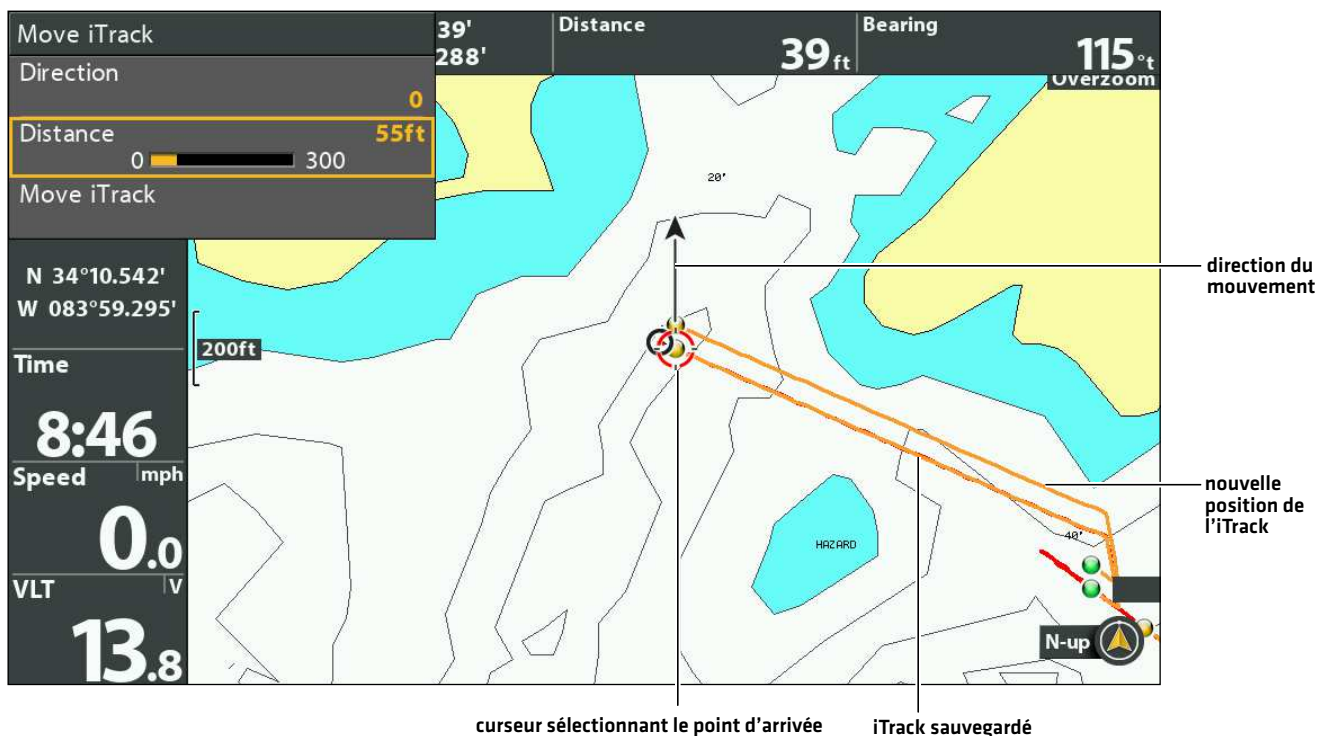 Move iTrack
Direction
0
Distance 55ft
0 300
Move iTrack
39'
288'
Distance
39 ft
Bearing
115 °t
Overzoom
20'
N 34°10.542'
W 083°59.295'
200ft
Time
8:46
Speed mph
0.0
VLT V
13.8
HAZARD
40'
N-up
direction du
mouvement
nouvelle
position de
l'iTrack
curseur sélectionnant le point d'arrivée
iTrack sauvegardé